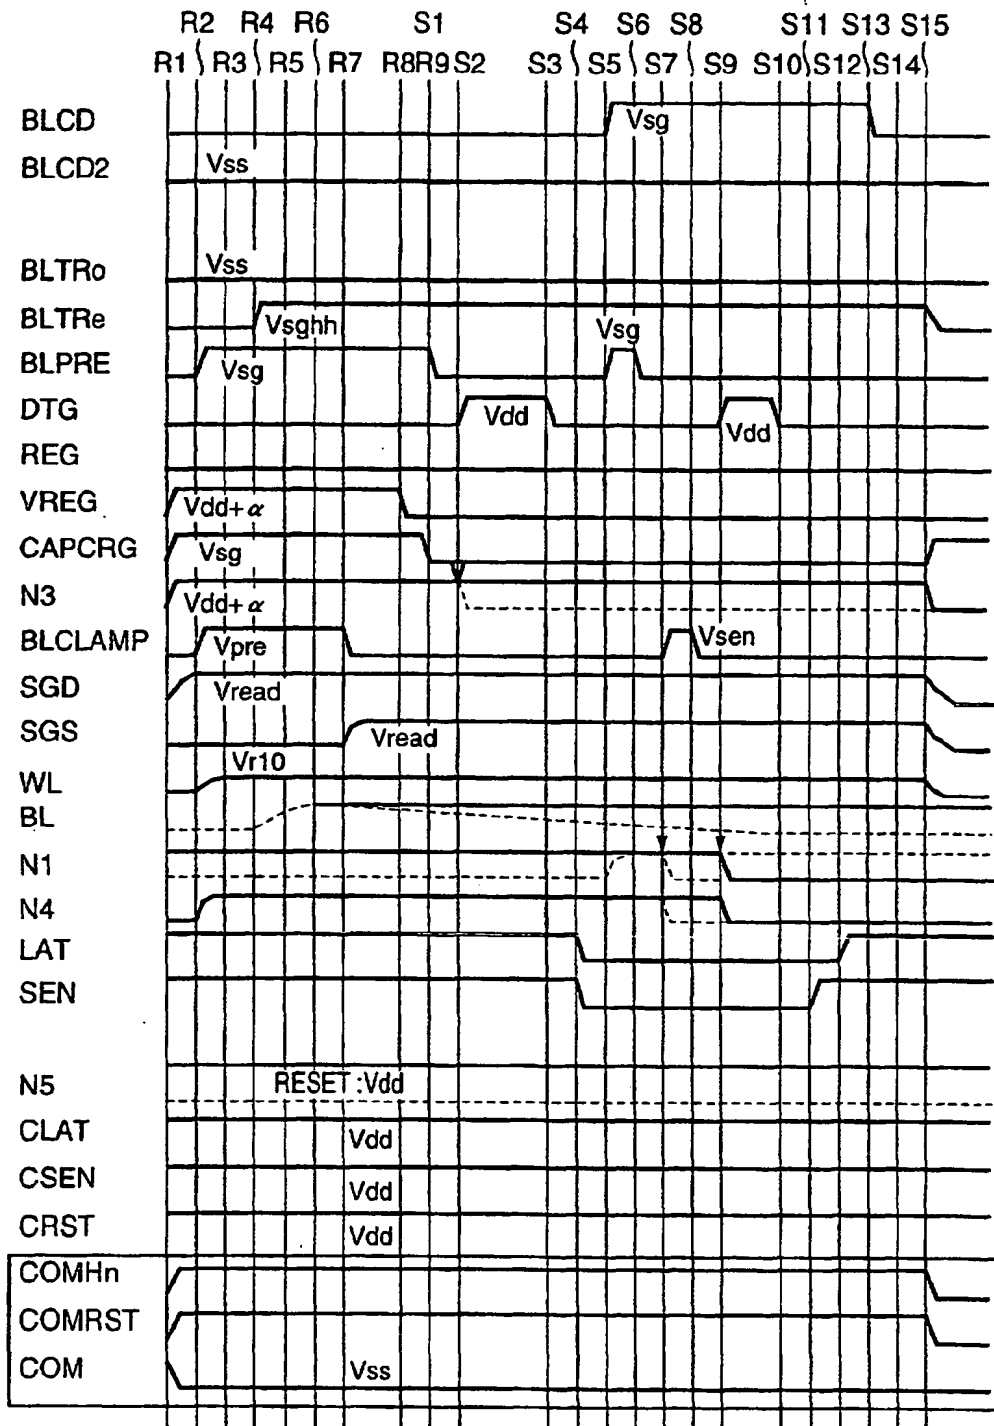 R2 R4 R6 S1 S4 S6 S8 S11 S13 S15
R1 R3 R5 R7 R8 R9 S2 S3 S5 S7 S9 S10 S12 S14
BLCD Vsg
BLCD2 Vss
BLTRo Vss
BLTRe Vsghh
BLPRE Vsg Vsg
DTG Vdd Vdd
REG
VREG Vdd+α
CAPCRG Vsg
N3 Vdd+α
BLCLAMP Vpre Vsen
SGD Vread
SGS Vread
WL Vr10
BL
N1
N4
LAT
SEN
N5 RESET:Vdd
CLAT Vdd
CSEN Vdd
CRST Vdd
COMHn
COMRST
COM Vss